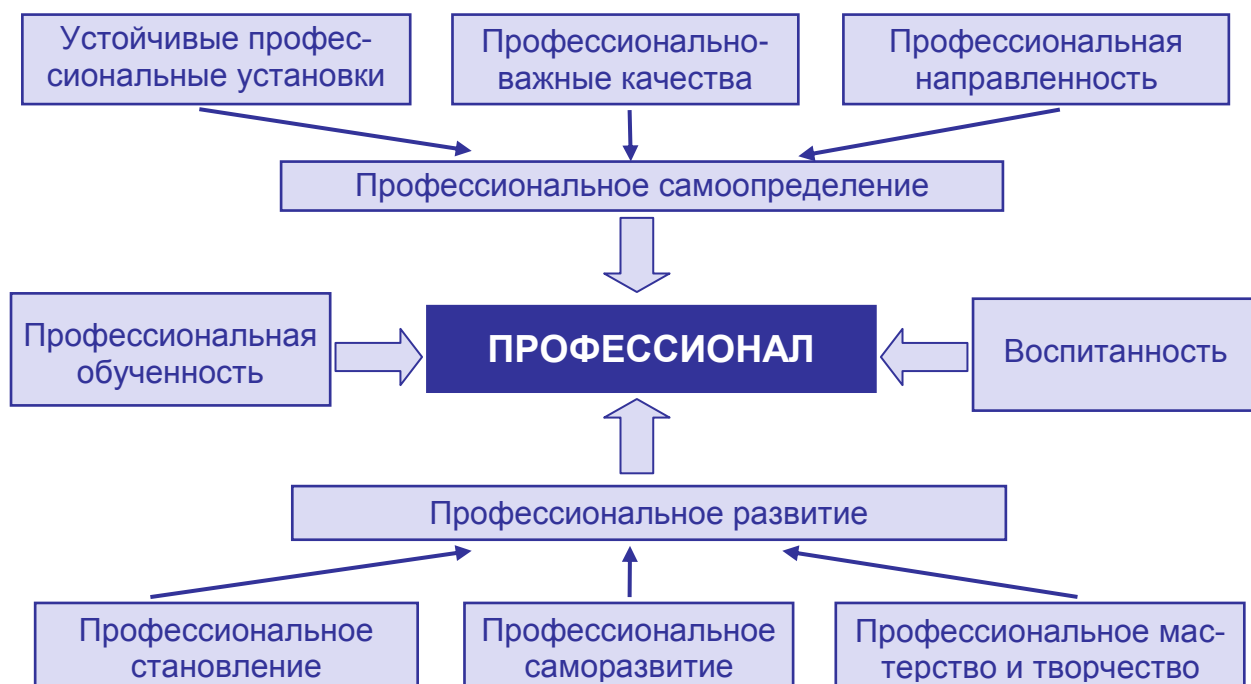 Устойчивые профес-
сиональные установки
Профессионально-
важные качества
Профессиональная
направленность
Профессиональное самоопределение
Профессиональная
обученность
ПРОФЕССИОНАЛ
Воспитанность
Профессиональное развитие
Профессиональное
становление
Профессиональное
саморазвитие
Профессиональное мас-
терство и творчество